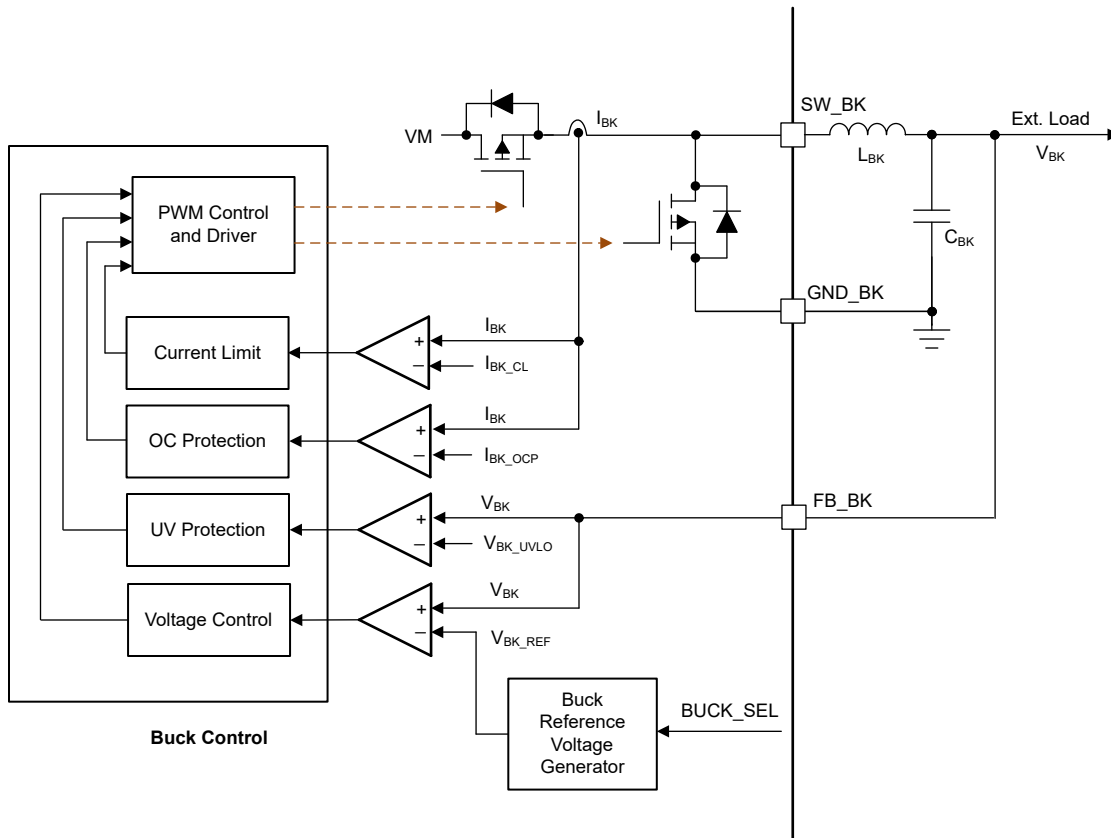 SW_BK
VM
I_BK
Ext. Load
V_BK
L_BK
PWM Control
and Driver
C_BK
GND_BK
I_BK
+
Current Limit
−
I_BK_CL
I_BK
+
OC Protection
−
I_BK_OCP
V_BK
FB_BK
+
UV Protection
−
V_BK_UVLO
V_BK
+
Voltage Control
−
V_BK_REF
Buck
Reference
Voltage
Generator
BUCK_SEL
Buck Control